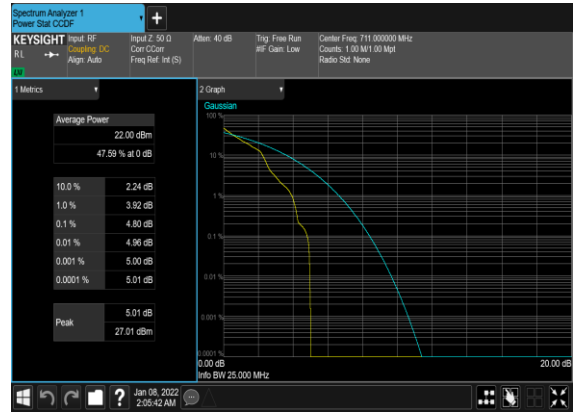 Spectrum Analyzer 1
Power Stat CCDF
+
KEYSIGHT
R L
LXI
Input: RF
Coupling: DC
Align: Auto
Input Z: 50 Ω
Corr CCorr
Freq Ref: Int (S)
Atten: 40 dB
Trig: Free Run
#IF Gain: Low
Center Freq: 711.000000 MHz
Counts: 1.00 M/1.00 Mpt
Radio Std: None
1 Metrics
Average Power
22.00 dBm
47.59 % at 0 dB
10.0 % 2.24 dB
1.0 % 3.92 dB
0.1 % 4.80 dB
0.01 % 4.96 dB
0.001 % 5.00 dB
0.0001 % 5.01 dB
Peak
5.01 dB
27.01 dBm
2 Graph
Gaussian
100 %
10 %
1 %
0.1 %
0.01 %
0.001 %
0.0001 %
0.00 dB 20.00 dB
Info BW 25.000 MHz
?
Jan 08, 2022
2:05:42 AM